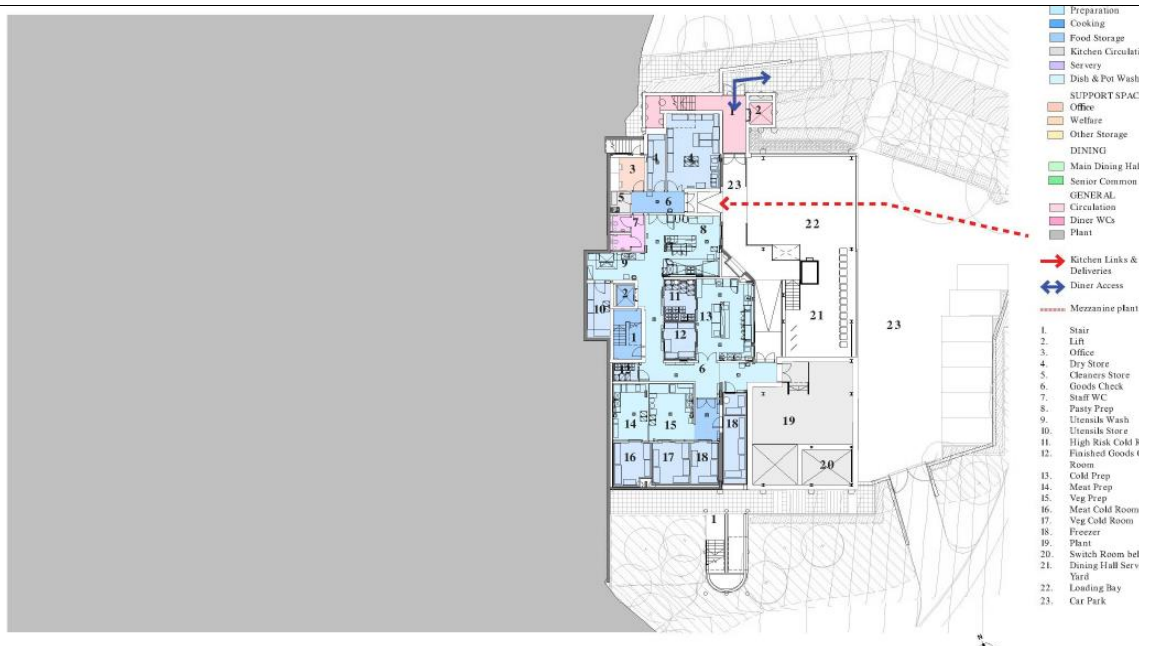 Preparation
Cooking
Food Storage
Kitchen Circulati
Servery
Dish & Pot Wash
SUPPORT SPAC
Office
Welfare
Other Storage
DINING
Main Dining Hal
Senior Common
GENERAL
Circulation
Diner WCs
Plant
Kitchen Links &
Deliveries
Diner Access
Mezzanine plant
1. Stair
2. Lift
3. Office
4. Dry Store
5. Cleaners Store
6. Goods Check
7. Staff WC
8. Pasty Prep
9. Utensils Wash
10. Utensils Store
11. High Risk Cold R
12. Finished Goods C
Room
13. Cold Prep
14. Meat Prep
15. Veg Prep
16. Meat Cold Room
17. Veg Cold Room
18. Freezer
19. Plant
20. Switch Room bel
21. Dining Hall Serv
Yard
22. Loading Bay
23. Car Park
1 2
4 4
3 23
5 6
7 8 22
9
2 11
10 13 21 23
1 12
6
14 15 18 19
16 17 18 20
1
N